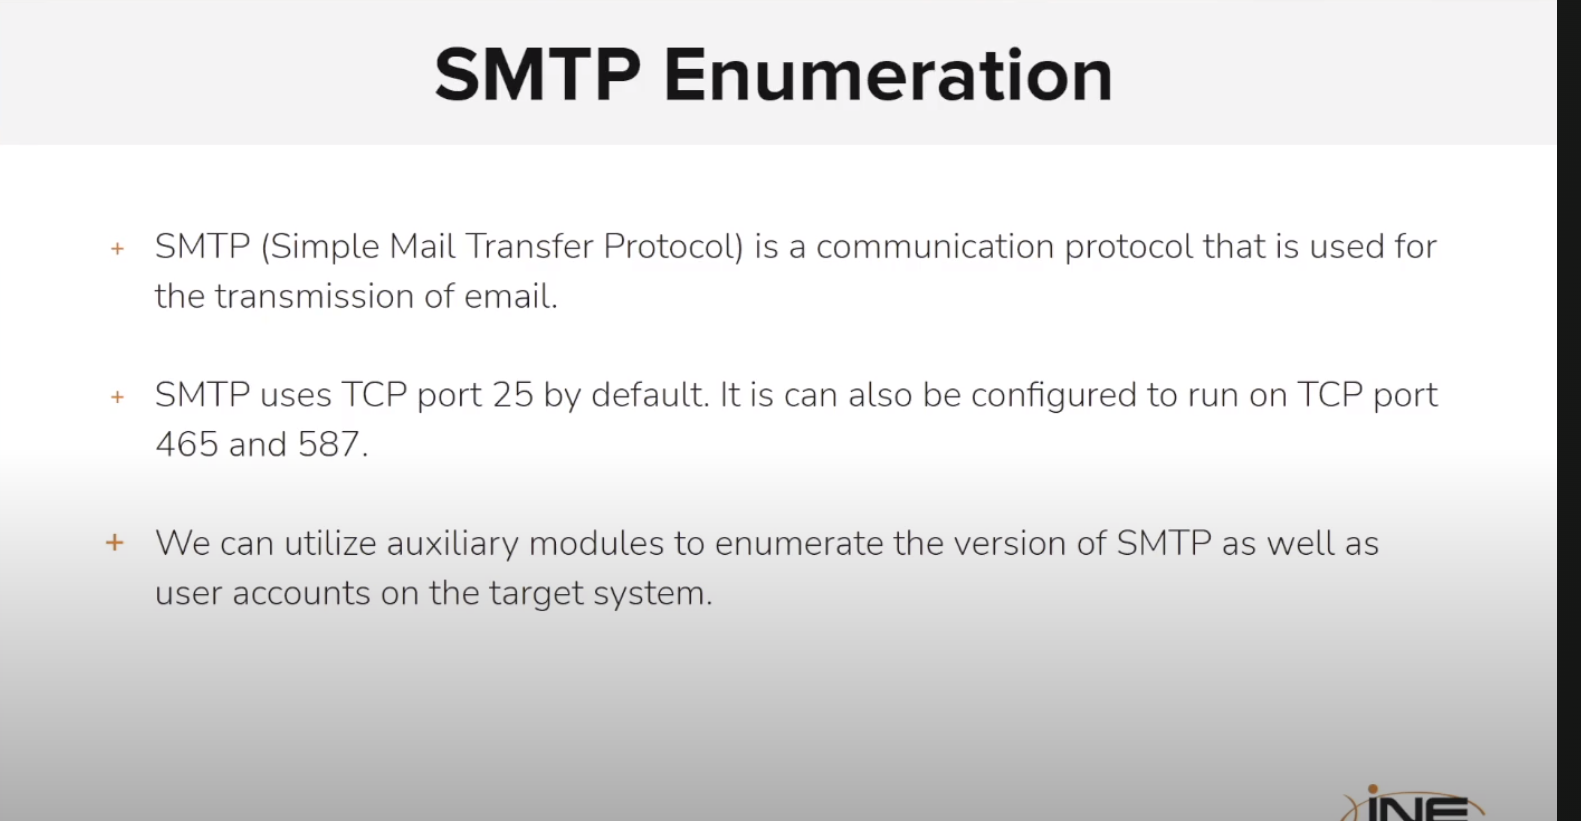 SMTP Enumeration
+ SMTP (Simple Mail Transfer Protocol) is a communication protocol that is used for
the transmission of email.
+ SMTP uses TCP port 25 by default. It is can also be configured to run on TCP port
465 and 587.
+ We can utilize auxiliary modules to enumerate the version of SMTP as well as
user accounts on the target system.
iNE